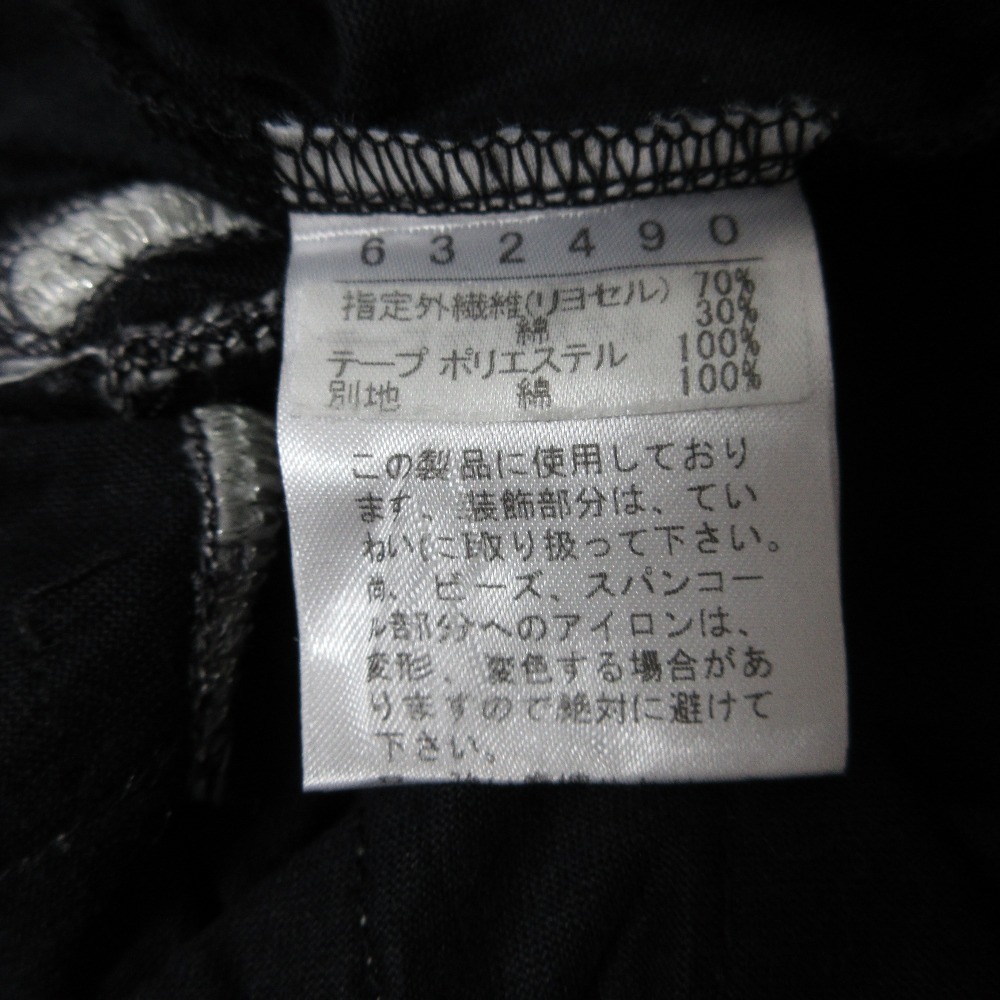 632490
指定外繊維(リヨセル) 70%
綿 30%
テープ ポリエステル 100%
別地 綿 100%
この製品に使用しており
ます、装飾部分は、てい
ねいに取り扱って下さい。
尚、ビーズ、スパンコー
ル部分へのアイロンは、
変形、変色する場合があ
りますので絶対に避けて
下さい。